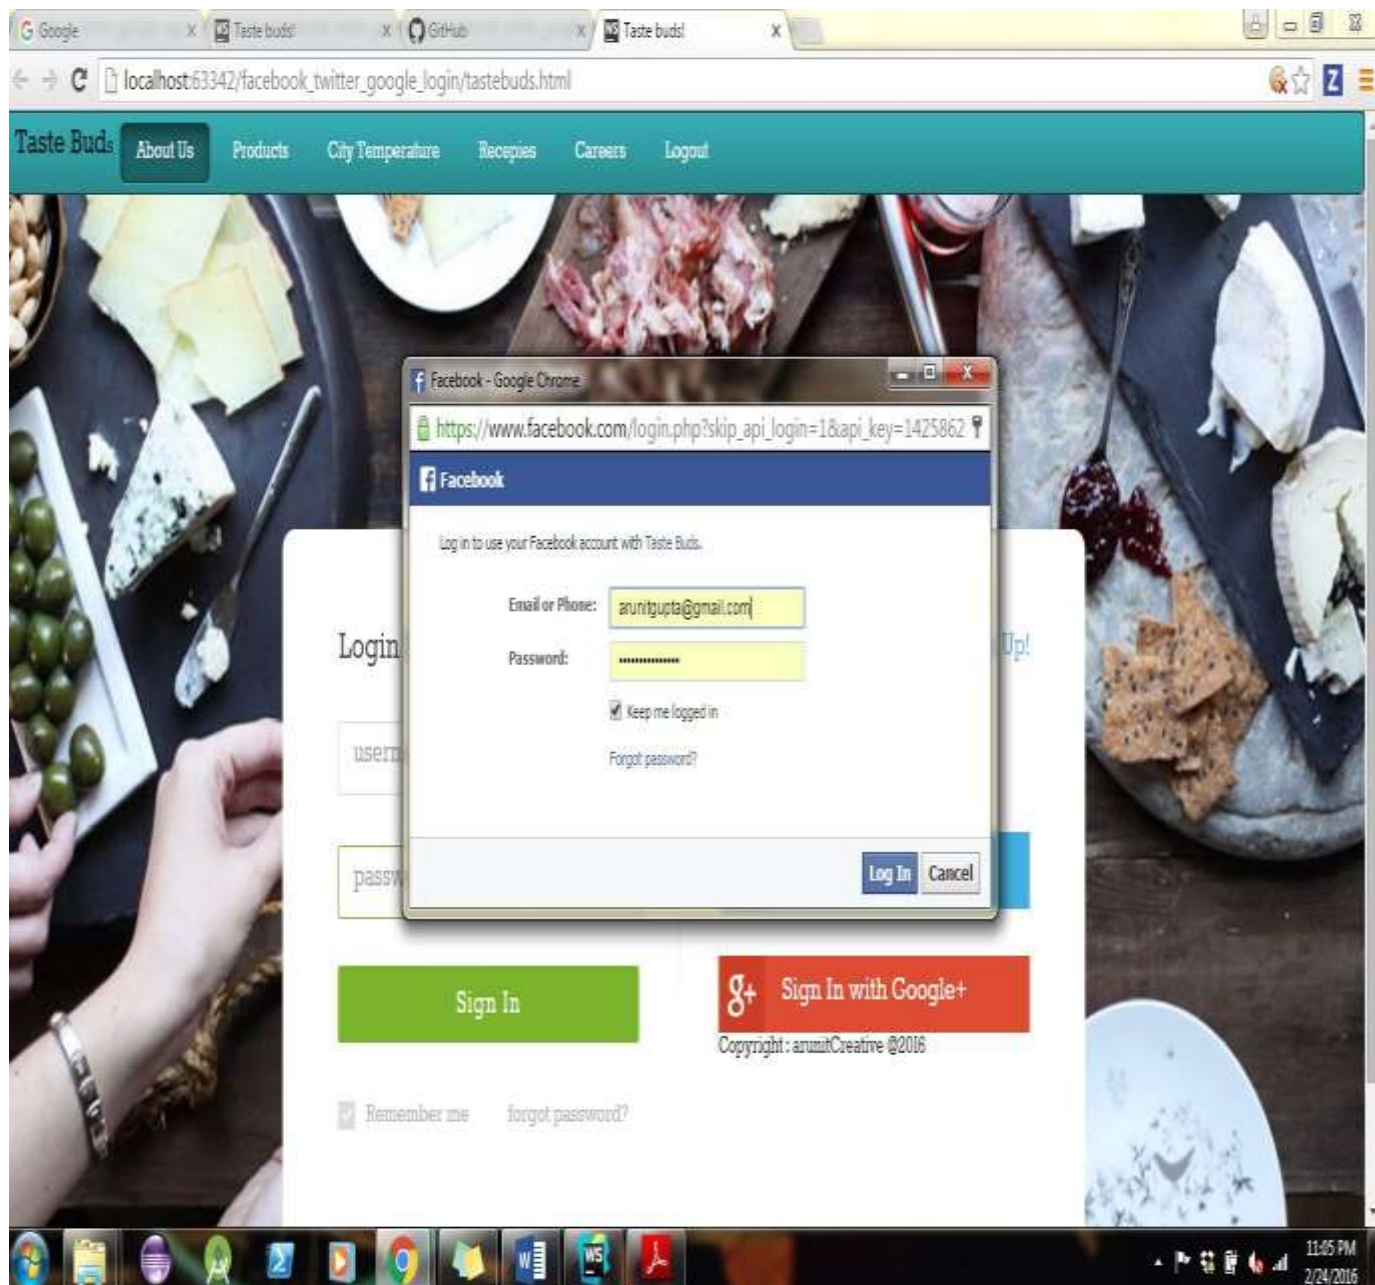 Google
Taste buds!
GitHub
Taste buds!
localhost:63342/facebook_twitter_google_login/tastebuds.html
Taste Buds
About Us
Products
City Temperature
Recepies
Careers
Logout
Facebook - Google Chrome
https://www.facebook.com/login.php?skip_api_login=1&api_key=1425862
Facebook
Log in to use your Facebook account with Taste Buds.
Email or Phone:
arunitgupta@gmail.com
Password:
Keep me logged in
Forgot password?
Log In
Cancel
Login
Up!
usern
passw
Sign In
g+ Sign In with Google+
Copyright : arunitCreative @2016
Remember me
forgot password?
11:05 PM
2/24/2016